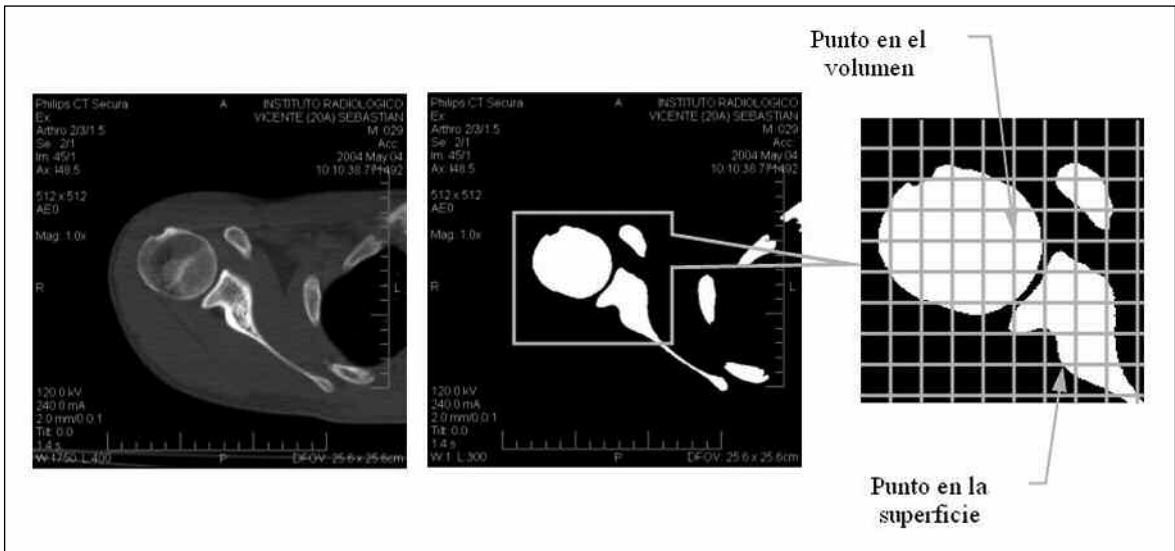 Punto en el
volumen
Philips CT Secura
A
INSTITUTO RADIOLOGICO
Ex:
VICENTE (20A) SEBASTIAN
Arthro 2/3/1.5
M 029
Se: 2/1
Acc:
Im: 45/1
2004 May 04
Ax: I48.5
512 x 512
AE0
Mag: 1.0x
R
L
120.0 kV
240.0 mA
2.0 mm/0.0:1
Tilt: 0.0
1.4 s
W:1750 L:400
P
DFOV: 25.6 x 25.6cm
Philips CT Secura
A
INSTITUTO RADIOLOGICO
Ex:
VICENTE (20A) SEBASTIAN
Arthro 2/3/1.5
M 029
Se: 2/1
Acc:
Im: 45/1
2004 May 04
Ax: I48.5
512 x 512
AE0
Mag: 1.0x
R
L
120.0 kV
240.0 mA
2.0 mm/0.0:1
Tilt: 0.0
1.4 s
W:1 L:300
P
DFOV: 25.6 x 25.6cm
Punto en la
superficie